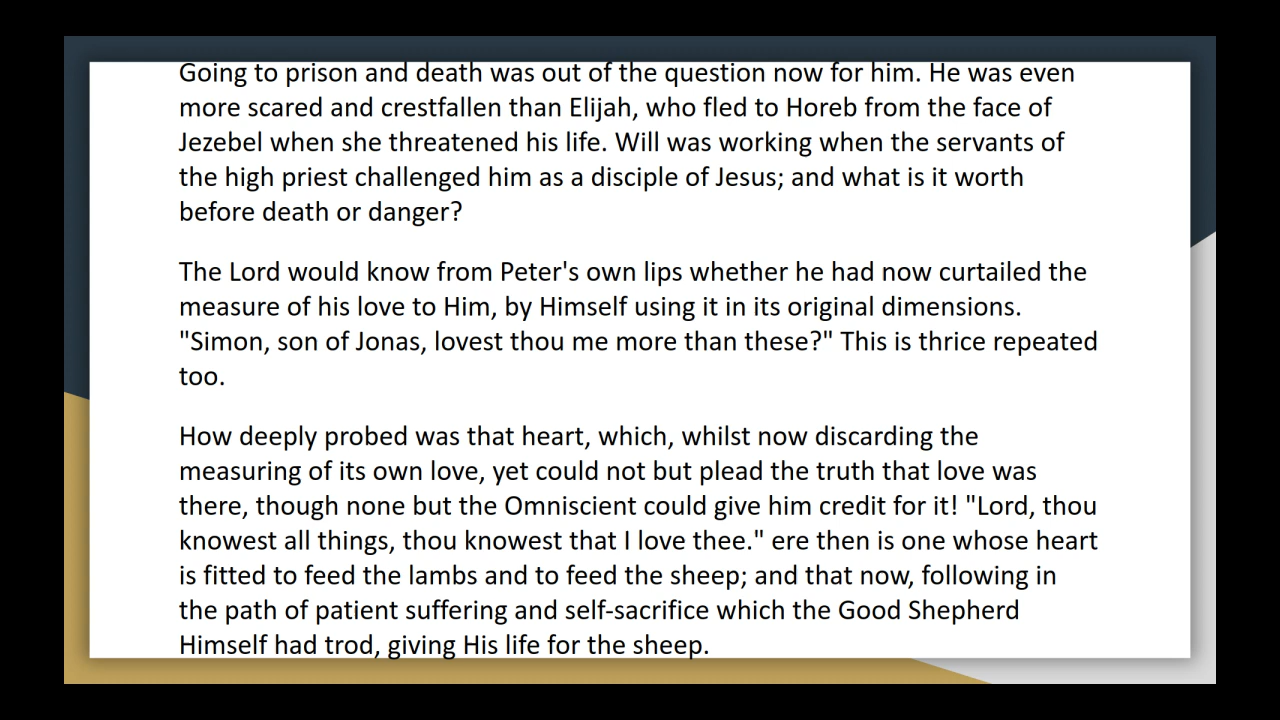 Going to prison and death was out of the question now for him. He was even
more scared and crestfallen than Elijah, who fled to Horeb from the face of
Jezebel when she threatened his life. Will was working when the servants of
the high priest challenged him as a disciple of Jesus; and what is it worth
before death or danger?
The Lord would know from Peter's own lips whether he had now curtailed the
measure of his love to Him, by Himself using it in its original dimensions.
"Simon, son of Jonas, lovest thou me more than these?" This is thrice repeated
too.
How deeply probed was that heart, which, whilst now discarding the
measuring of its own love, yet could not but plead the truth that love was
there, though none but the Omniscient could give him credit for it! "Lord, thou
knowest all things, thou knowest that I love thee." ere then is one whose heart
is fitted to feed the lambs and to feed the sheep; and that now, following in
the path of patient suffering and self-sacrifice which the Good Shepherd
Himself had trod, giving His life for the sheep.